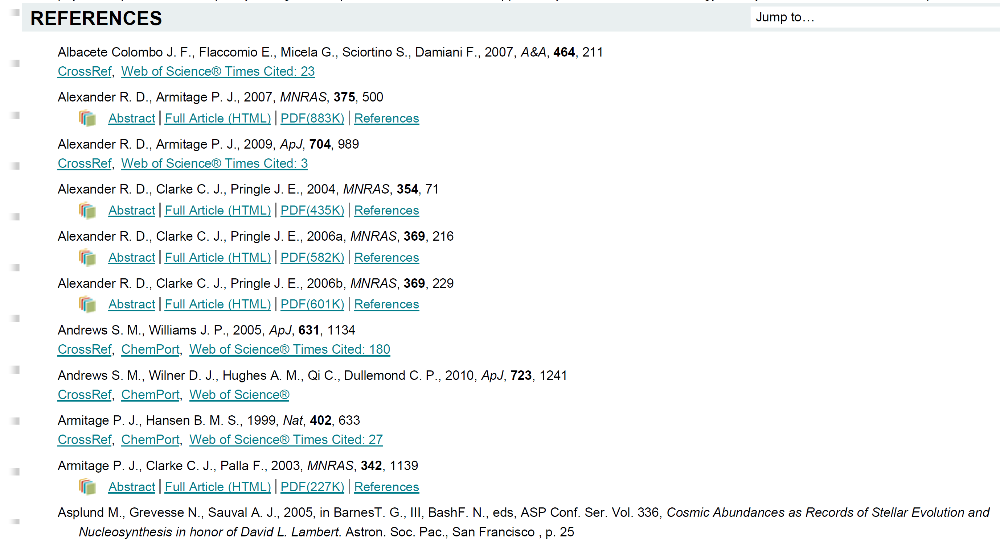 REFERENCES
Jump to…
Albacete Colombo J. F., Flaccomio E., Micela G., Sciortino S., Damiani F., 2007, A&A, 464, 211
CrossRef, Web of Science® Times Cited: 23
Alexander R. D., Armitage P. J., 2007, MNRAS, 375, 500
Abstract | Full Article (HTML) | PDF(883K) | References
Alexander R. D., Armitage P. J., 2009, ApJ, 704, 989
CrossRef, Web of Science® Times Cited: 3
Alexander R. D., Clarke C. J., Pringle J. E., 2004, MNRAS, 354, 71
Abstract | Full Article (HTML) | PDF(435K) | References
Alexander R. D., Clarke C. J., Pringle J. E., 2006a, MNRAS, 369, 216
Abstract | Full Article (HTML) | PDF(582K) | References
Alexander R. D., Clarke C. J., Pringle J. E., 2006b, MNRAS, 369, 229
Abstract | Full Article (HTML) | PDF(601K) | References
Andrews S. M., Williams J. P., 2005, ApJ, 631, 1134
CrossRef, ChemPort, Web of Science® Times Cited: 180
Andrews S. M., Wilner D. J., Hughes A. M., Qi C., Dullemond C. P., 2010, ApJ, 723, 1241
CrossRef, ChemPort, Web of Science®
Armitage P. J., Hansen B. M. S., 1999, Nat, 402, 633
CrossRef, ChemPort, Web of Science® Times Cited: 27
Armitage P. J., Clarke C. J., Palla F., 2003, MNRAS, 342, 1139
Abstract | Full Article (HTML) | PDF(227K) | References
Asplund M., Grevesse N., Sauval A. J., 2005, in BarnesT. G., III, BashF. N., eds, ASP Conf. Ser. Vol. 336, Cosmic Abundances as Records of Stellar Evolution and
Nucleosynthesis in honor of David L. Lambert. Astron. Soc. Pac., San Francisco , p. 25